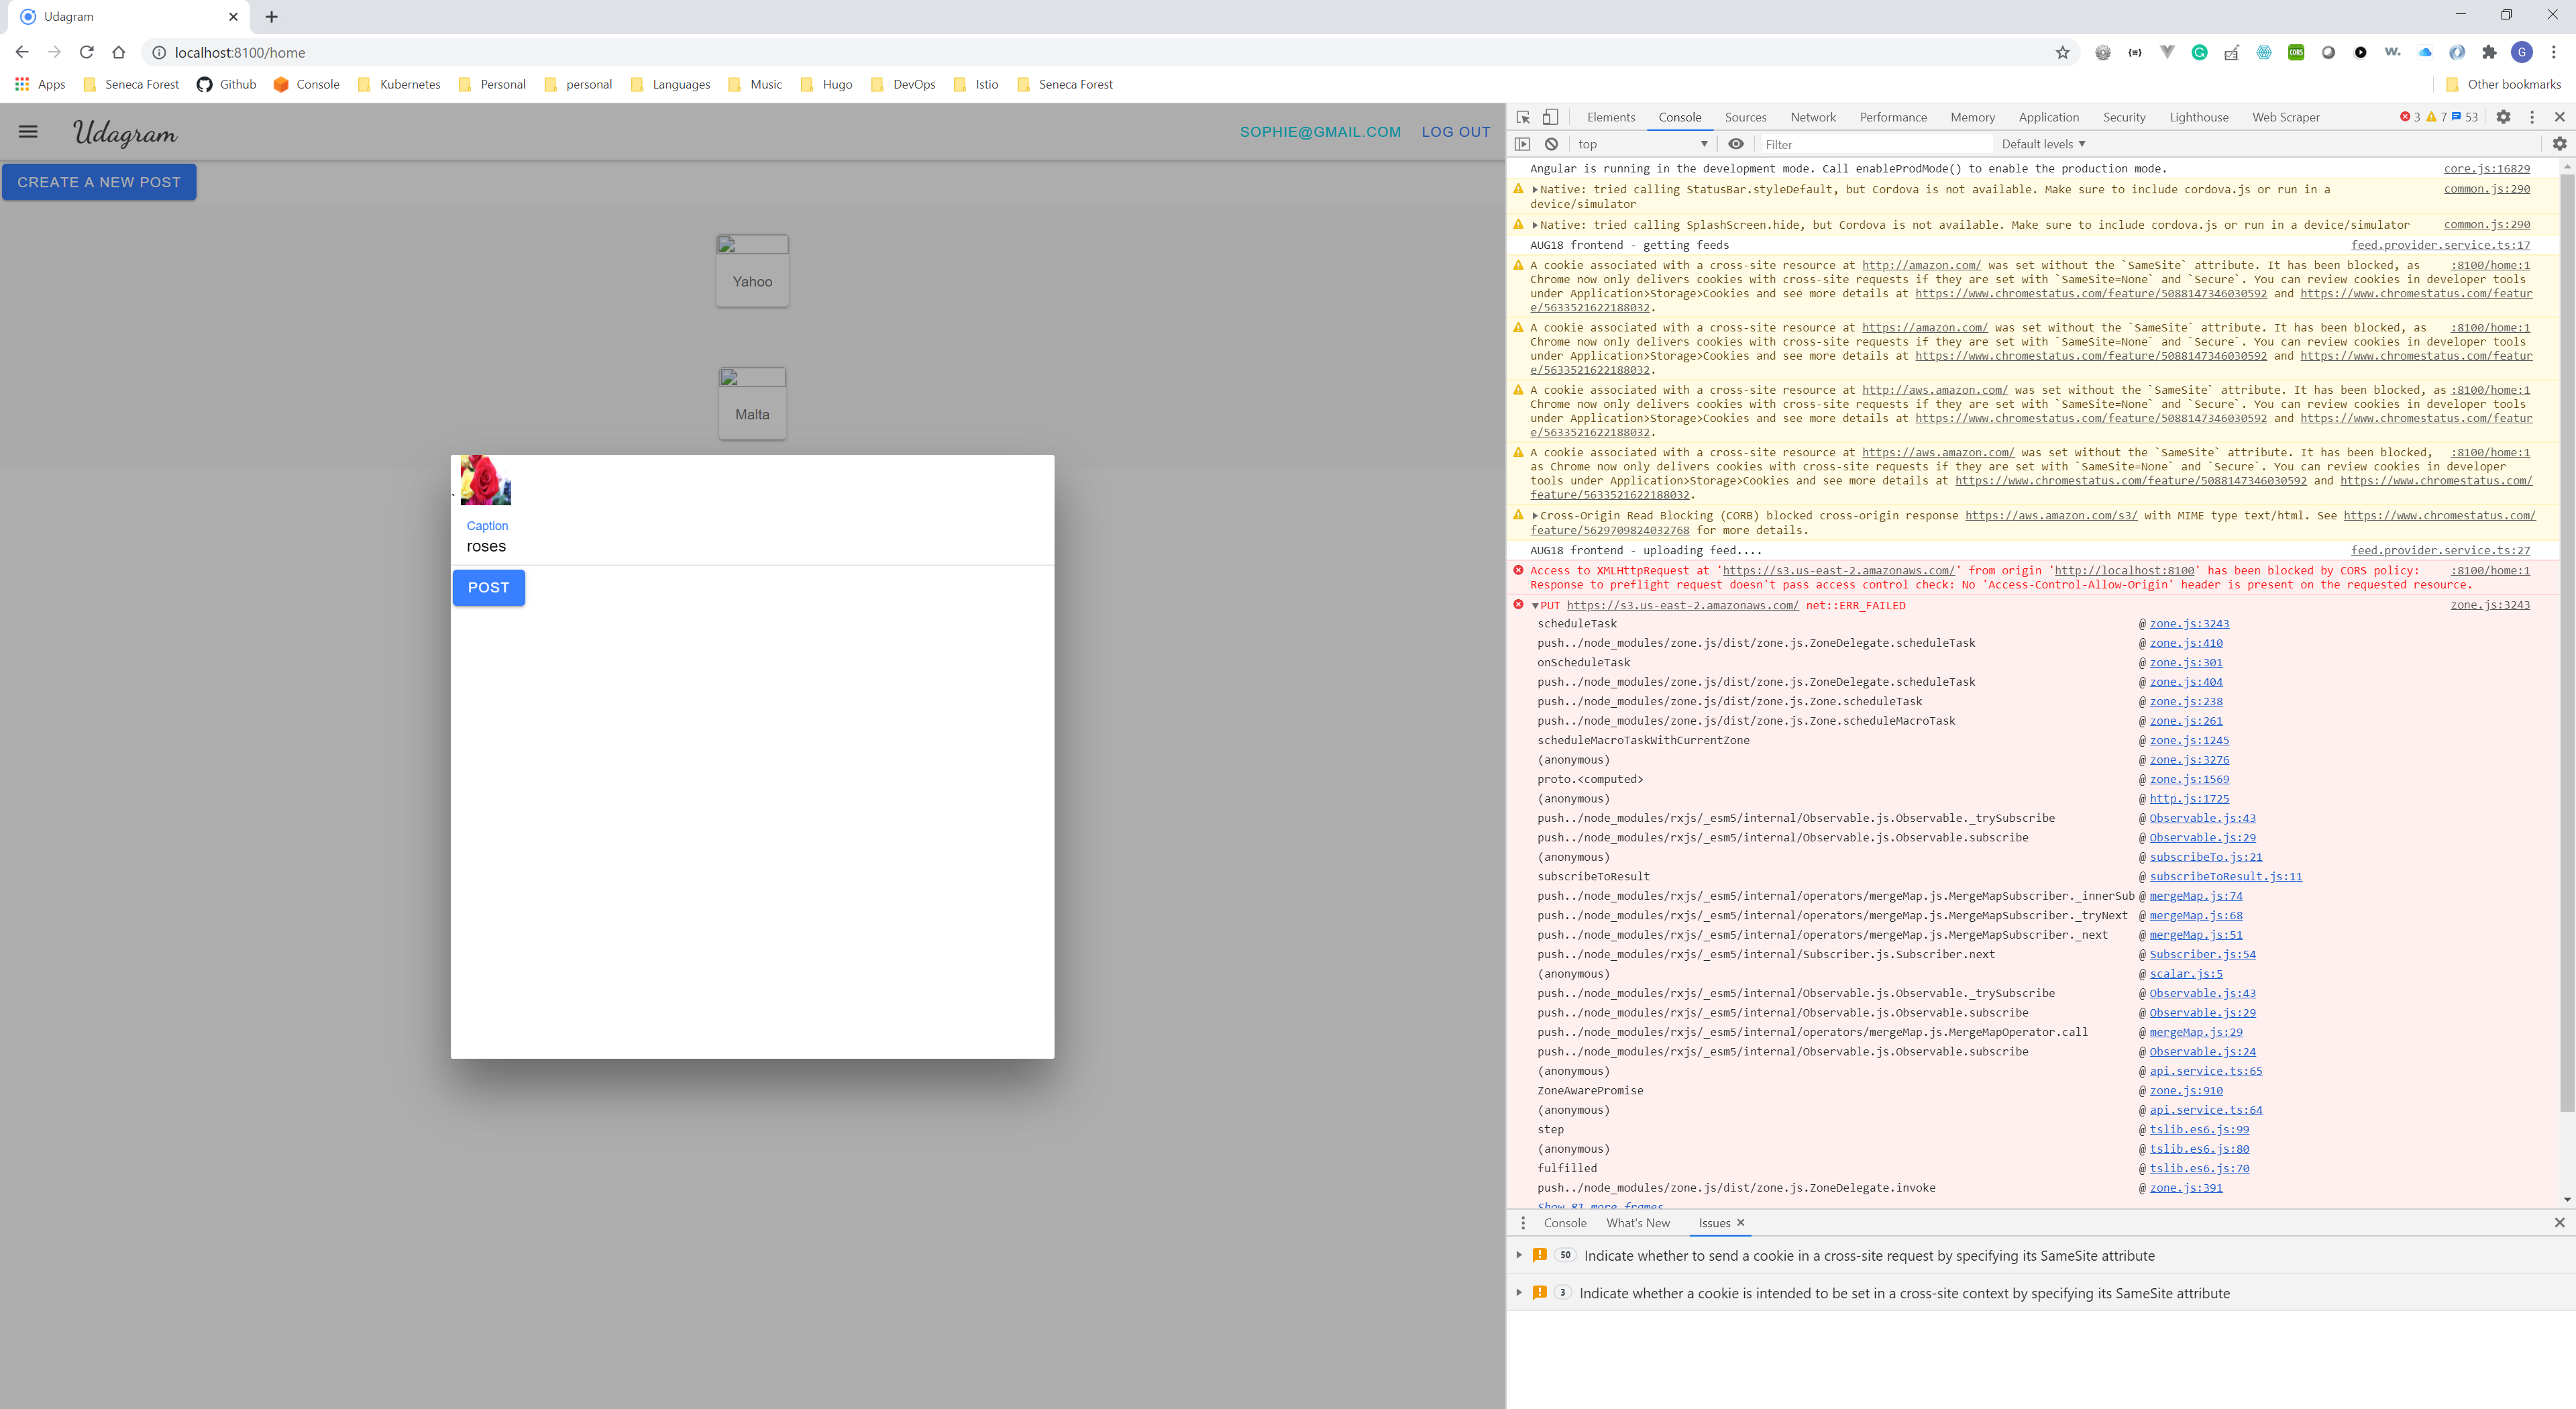 Udagram
localhost:8100/home
Apps Seneca Forest Github Console Kubernetes Personal personal Languages Music Hugo DevOps Istio Seneca Forest Other bookmarks
Udagram
SOPHIE@GMAIL.COM LOG OUT
CREATE A NEW POST
Yahoo
Malta
Caption
roses
POST
Elements Console Sources Network Performance Memory Application Security Lighthouse Web Scraper 3 7 53
top Filter Default levels
Angular is running in the development mode. Call enableProdMode() to enable the production mode. core.js:16829
Native: tried calling StatusBar.styleDefault, but Cordova is not available. Make sure to include cordova.js or run in a common.js:290
device/simulator
Native: tried calling SplashScreen.hide, but Cordova is not available. Make sure to include cordova.js or run in a device/simulator common.js:290
AUG18 frontend - getting feeds feed.provider.service.ts:17
A cookie associated with a cross-site resource at http://amazon.com/ was set without the `SameSite` attribute. It has been blocked, as :8100/home:1
Chrome now only delivers cookies with cross-site requests if they are set with `SameSite=None` and `Secure`. You can review cookies in developer tools
under Application>Storage>Cookies and see more details at https://www.chromestatus.com/feature/5088147346030592 and https://www.chromestatus.com/featur
e/5633521622188032.
A cookie associated with a cross-site resource at https://amazon.com/ was set without the `SameSite` attribute. It has been blocked, as :8100/home:1
Chrome now only delivers cookies with cross-site requests if they are set with `SameSite=None` and `Secure`. You can review cookies in developer tools
under Application>Storage>Cookies and see more details at https://www.chromestatus.com/feature/5088147346030592 and https://www.chromestatus.com/featur
e/5633521622188032.
A cookie associated with a cross-site resource at http://aws.amazon.com/ was set without the `SameSite` attribute. It has been blocked, as :8100/home:1
Chrome now only delivers cookies with cross-site requests if they are set with `SameSite=None` and `Secure`. You can review cookies in developer tools
under Application>Storage>Cookies and see more details at https://www.chromestatus.com/feature/5088147346030592 and https://www.chromestatus.com/featur
e/5633521622188032.
A cookie associated with a cross-site resource at https://aws.amazon.com/ was set without the `SameSite` attribute. It has been blocked, :8100/home:1
as Chrome now only delivers cookies with cross-site requests if they are set with `SameSite=None` and `Secure`. You can review cookies in developer
tools under Application>Storage>Cookies and see more details at https://www.chromestatus.com/feature/5088147346030592 and https://www.chromestatus.com/
feature/5633521622188032.
Cross-Origin Read Blocking (CORB) blocked cross-origin response https://aws.amazon.com/s3/ with MIME type text/html. See https://www.chromestatus.com/
feature/5629709824032768 for more details.
AUG18 frontend - uploading feed.... feed.provider.service.ts:27
Access to XMLHttpRequest at 'https://s3.us-east-2.amazonaws.com/' from origin 'http://localhost:8100' has been blocked by CORS policy: :8100/home:1
Response to preflight request doesn't pass access control check: No 'Access-Control-Allow-Origin' header is present on the requested resource.
PUT https://s3.us-east-2.amazonaws.com/ net::ERR_FAILED zone.js:3243
scheduleTask @ zone.js:3243
push../node_modules/zone.js/dist/zone.js.ZoneDelegate.scheduleTask @ zone.js:410
onScheduleTask @ zone.js:301
push../node_modules/zone.js/dist/zone.js.ZoneDelegate.scheduleTask @ zone.js:404
push../node_modules/zone.js/dist/zone.js.Zone.scheduleTask @ zone.js:238
push../node_modules/zone.js/dist/zone.js.Zone.scheduleMacroTask @ zone.js:261
scheduleMacroTaskWithCurrentZone @ zone.js:1245
(anonymous) @ zone.js:3276
proto.<computed> @ zone.js:1569
(anonymous) @ http.js:1725
push../node_modules/rxjs/_esm5/internal/Observable.js.Observable._trySubscribe @ Observable.js:43
push../node_modules/rxjs/_esm5/internal/Observable.js.Observable.subscribe @ Observable.js:29
(anonymous) @ subscribeTo.js:21
subscribeToResult @ subscribeToResult.js:11
push../node_modules/rxjs/_esm5/internal/operators/mergeMap.js.MergeMapSubscriber._innerSub @ mergeMap.js:74
push../node_modules/rxjs/_esm5/internal/operators/mergeMap.js.MergeMapSubscriber._tryNext @ mergeMap.js:68
push../node_modules/rxjs/_esm5/internal/operators/mergeMap.js.MergeMapSubscriber._next @ mergeMap.js:51
push../node_modules/rxjs/_esm5/internal/Subscriber.js.Subscriber.next @ Subscriber.js:54
(anonymous) @ scalar.js:5
push../node_modules/rxjs/_esm5/internal/Observable.js.Observable._trySubscribe @ Observable.js:43
push../node_modules/rxjs/_esm5/internal/Observable.js.Observable.subscribe @ Observable.js:29
push../node_modules/rxjs/_esm5/internal/operators/mergeMap.js.MergeMapOperator.call @ mergeMap.js:29
push../node_modules/rxjs/_esm5/internal/Observable.js.Observable.subscribe @ Observable.js:24
(anonymous) @ api.service.ts:65
ZoneAwarePromise @ zone.js:910
(anonymous) @ api.service.ts:64
step @ tslib.es6.js:99
(anonymous) @ tslib.es6.js:80
fulfilled @ tslib.es6.js:70
push../node_modules/zone.js/dist/zone.js.ZoneDelegate.invoke @ zone.js:391
Show 81 more frames
Console What's New Issues
50 Indicate whether to send a cookie in a cross-site request by specifying its SameSite attribute
3 Indicate whether a cookie is intended to be set in a cross-site context by specifying its SameSite attribute